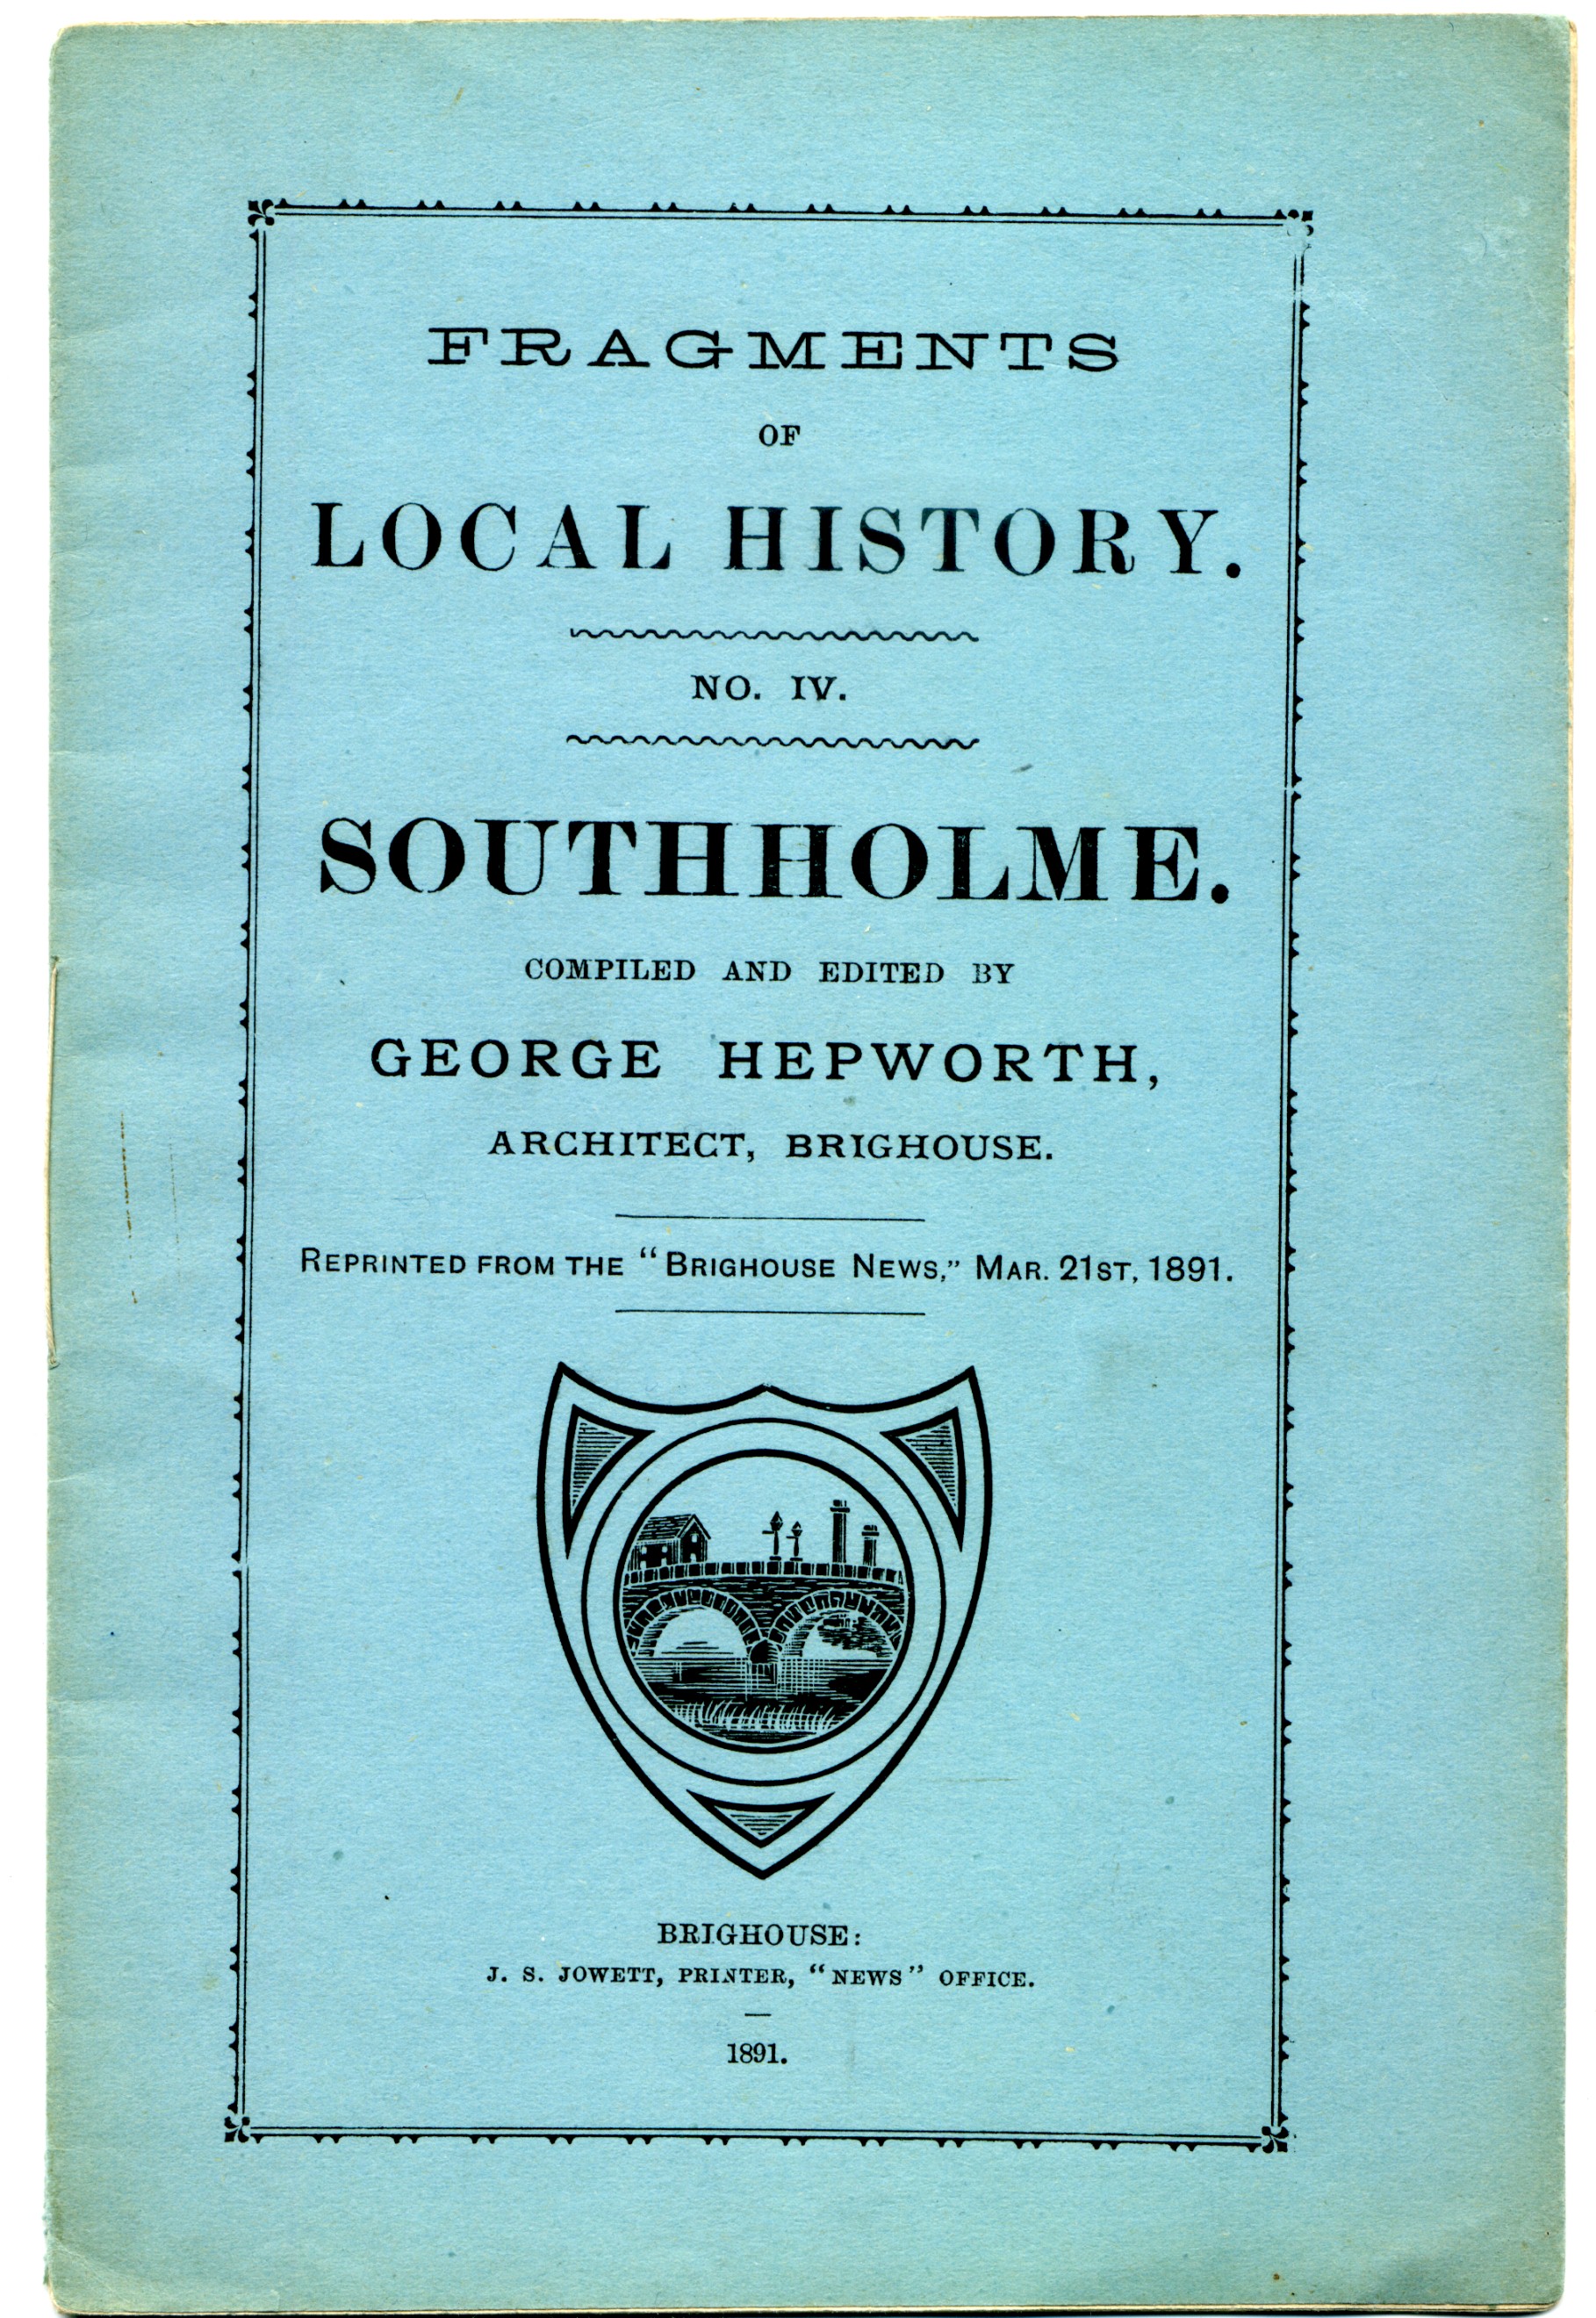 FRAGMENTS
OF
LOCAL HISTORY.
NO. IV.
SOUTHHOLME.
COMPILED AND EDITED BY
GEORGE HEPWORTH,
ARCHITECT, BRIGHOUSE.
REPRINTED FROM THE “BRIGHOUSE NEWS,” MAR. 21ST, 1891.
BRIGHOUSE:
J. S. JOWETT, PRINTER, “NEWS” OFFICE.
1891.